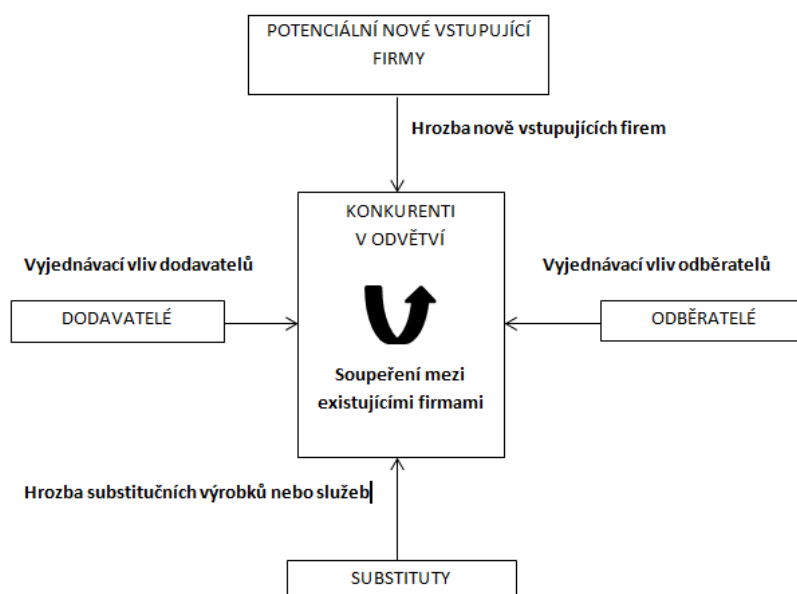 POTENCIÁLNÍ NOVÉ VSTUPUJÍCÍ
FIRMY
Hrozba nově vstupujících firem
KONKURENTI
V ODVĚTVÍ
Vyjednávací vliv dodavatelů
Vyjednávací vliv odběratelů
DODAVATELÉ
ODBĚRATELÉ
Soupeření mezi
existujícími firmami
Hrozba substitučních výrobků nebo služeb
SUBSTITUTY